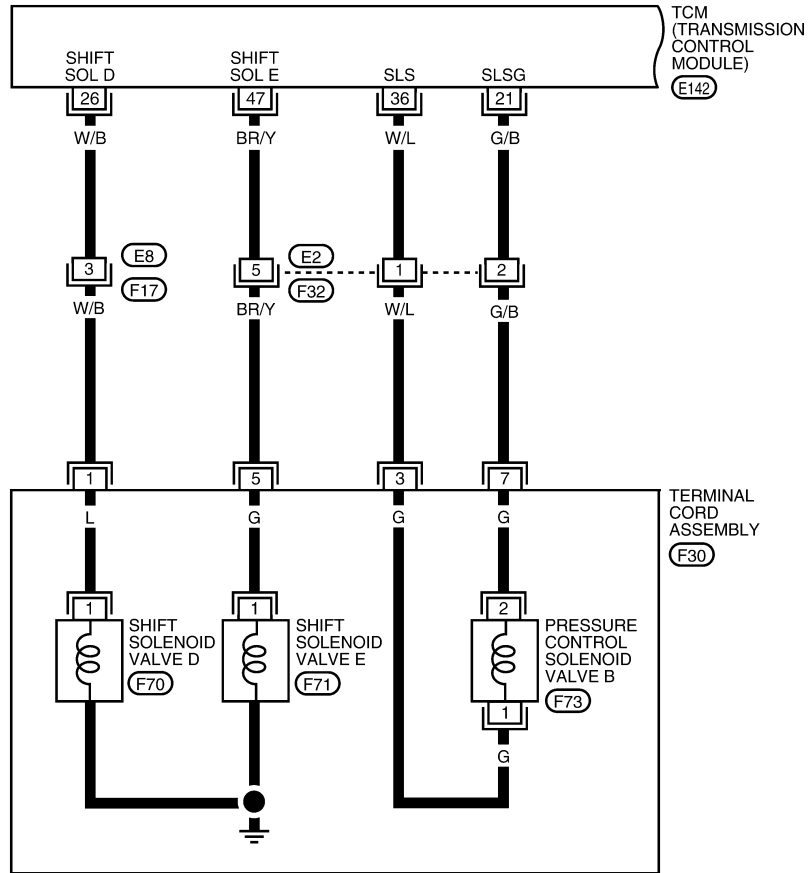 TCM
(TRANSMISSION
CONTROL
MODULE)
E142
SHIFT
SOL D
SHIFT
SOL E
SLS
SLSG
26
47
36
21
W/B
BR/Y
W/L
G/B
3
E8
F17
5
E2
F32
1
2
W/B
BR/Y
W/L
G/B
1
5
3
7
TERMINAL
CORD
ASSEMBLY
F30
L
G
G
G
1
SHIFT
SOLENOID
VALVE D
F70
1
SHIFT
SOLENOID
VALVE E
F71
2
PRESSURE
CONTROL
SOLENOID
VALVE B
F73
1
G